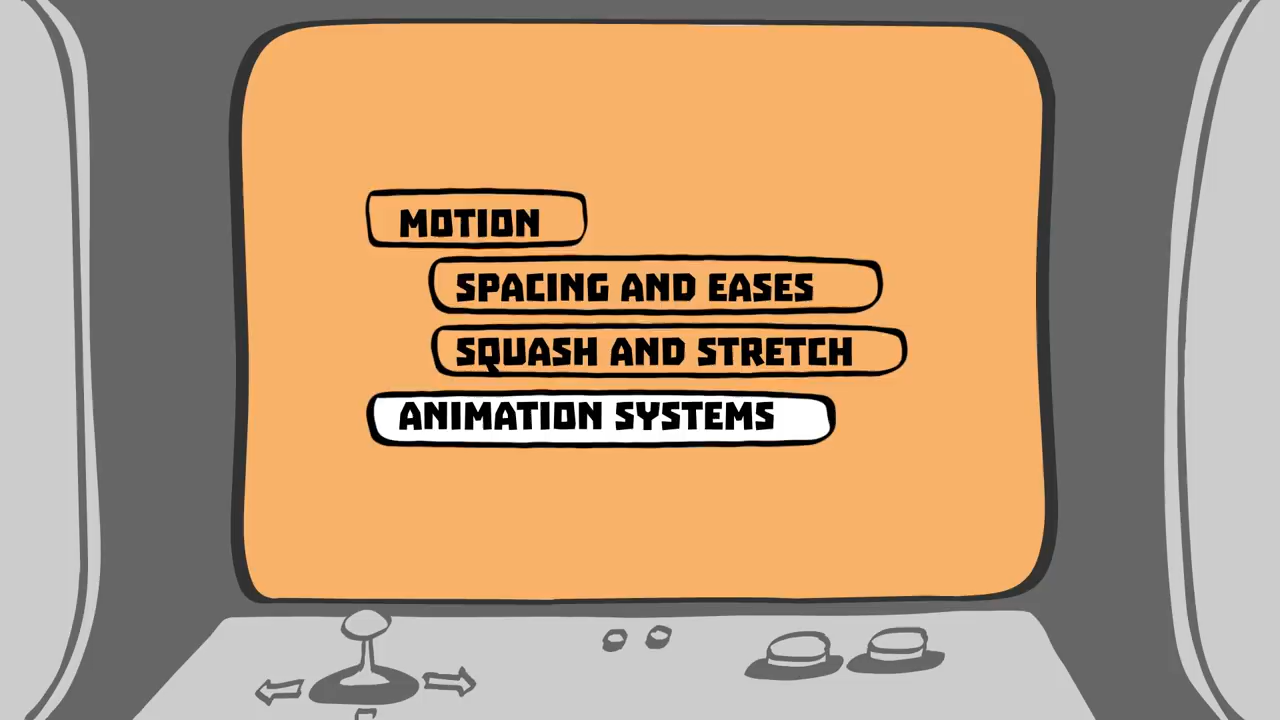 MOTION
SPACING AND EASES
SQUASH AND STRETCH
ANIMATION SYSTEMS